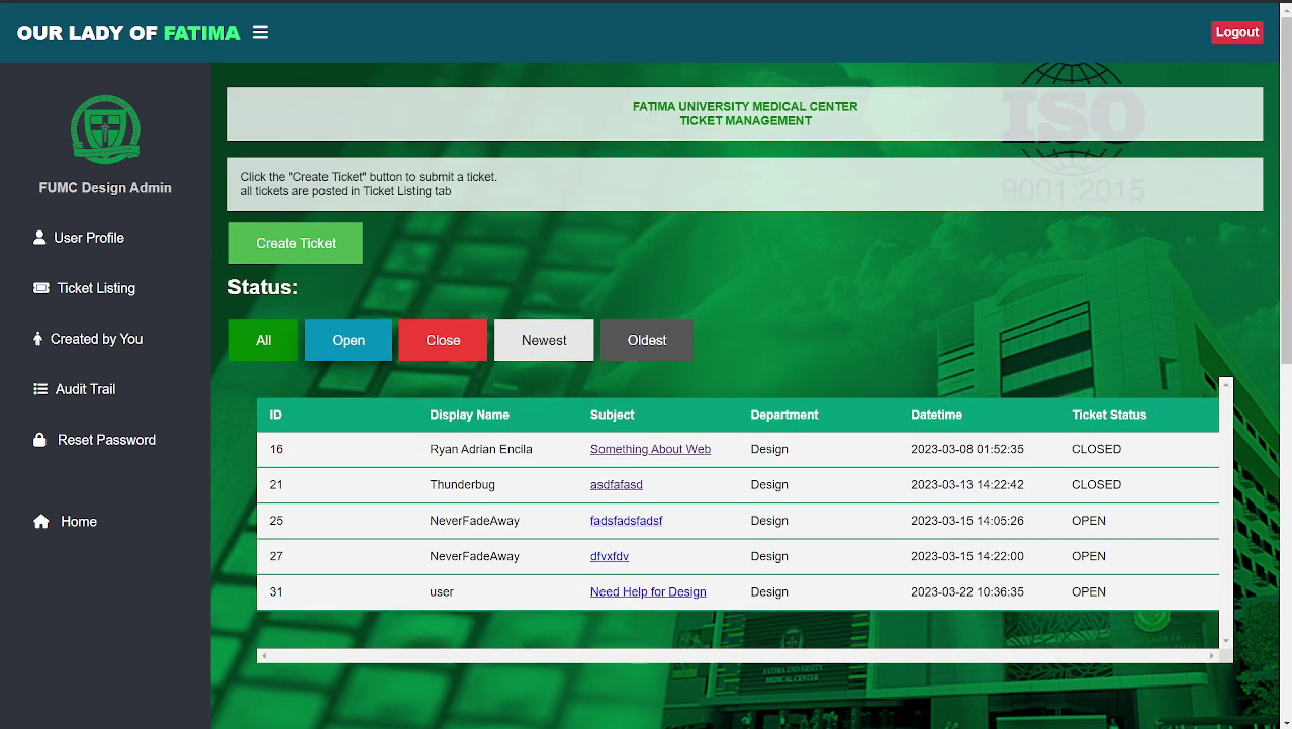 OUR LADY OF FATIMA
Logout
FUMC Design Admin
User Profile
Ticket Listing
Created by You
Audit Trail
Reset Password
Home
FATIMA UNIVERSITY MEDICAL CENTER
TICKET MANAGEMENT
ISO
9001:2015
Click the "Create Ticket" button to submit a ticket.
all tickets are posted in Ticket Listing tab
Create Ticket
Status:
All Open Close Newest Oldest
ID Display Name Subject Department Datetime Ticket Status
16 Ryan Adrian Encila Something About Web Design 2023-03-08 01:52:35 CLOSED
21 Thunderbug asdfafasd Design 2023-03-13 14:22:42 CLOSED
25 NeverFadeAway fadsfadsfadsf Design 2023-03-15 14:05:26 OPEN
27 NeverFadeAway dfvxfdv Design 2023-03-15 14:22:00 OPEN
31 user Need Help for Design Design 2023-03-22 10:36:35 OPEN
FATIMA UNIVERSITY
MEDICAL CENTER